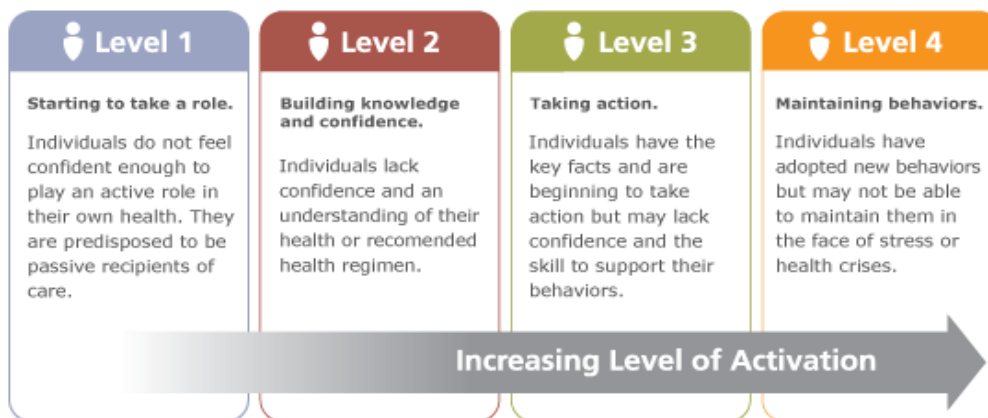 Level 1
Starting to take a role.
Individuals do not feel
confident enough to
play an active role in
their own health. They
are predisposed to be
passive recipients of
care.
Level 2
Building knowledge
and confidence.
Individuals lack
confidence and an
understanding of their
health or recomended
health regimen.
Level 3
Taking action.
Individuals have the
key facts and are
beginning to take
action but may lack
confidence and the
skill to support their
behaviors.
Level 4
Maintaining behaviors.
Individuals have
adopted new behaviors
but may not be able
to maintain them in
the face of stress or
health crises.
Increasing Level of Activation